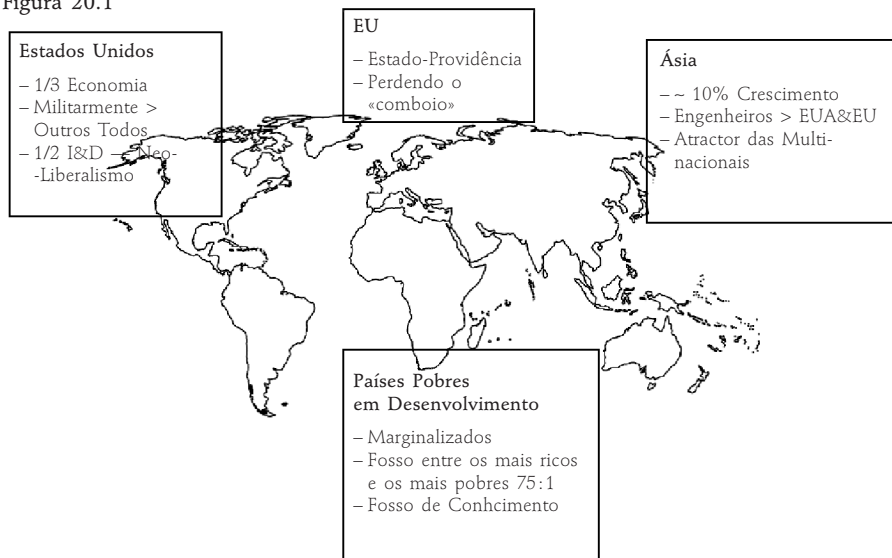 Figura 20.1
Estados Unidos
– 1/3 Economia
– Militarmente >
Outros Todos
– 1/2 I&D — Neo-
-Liberalismo
EU
– Estado-Providência
– Perdendo o
«comboio»
Ásia
– ~ 10% Crescimento
– Engenheiros > EUA&EU
– Atractor das Multi-
nacionais
Países Pobres
em Desenvolvimento
– Marginalizados
– Fosso entre os mais ricos
e os mais pobres 75:1
– Fosso de Conhcimento